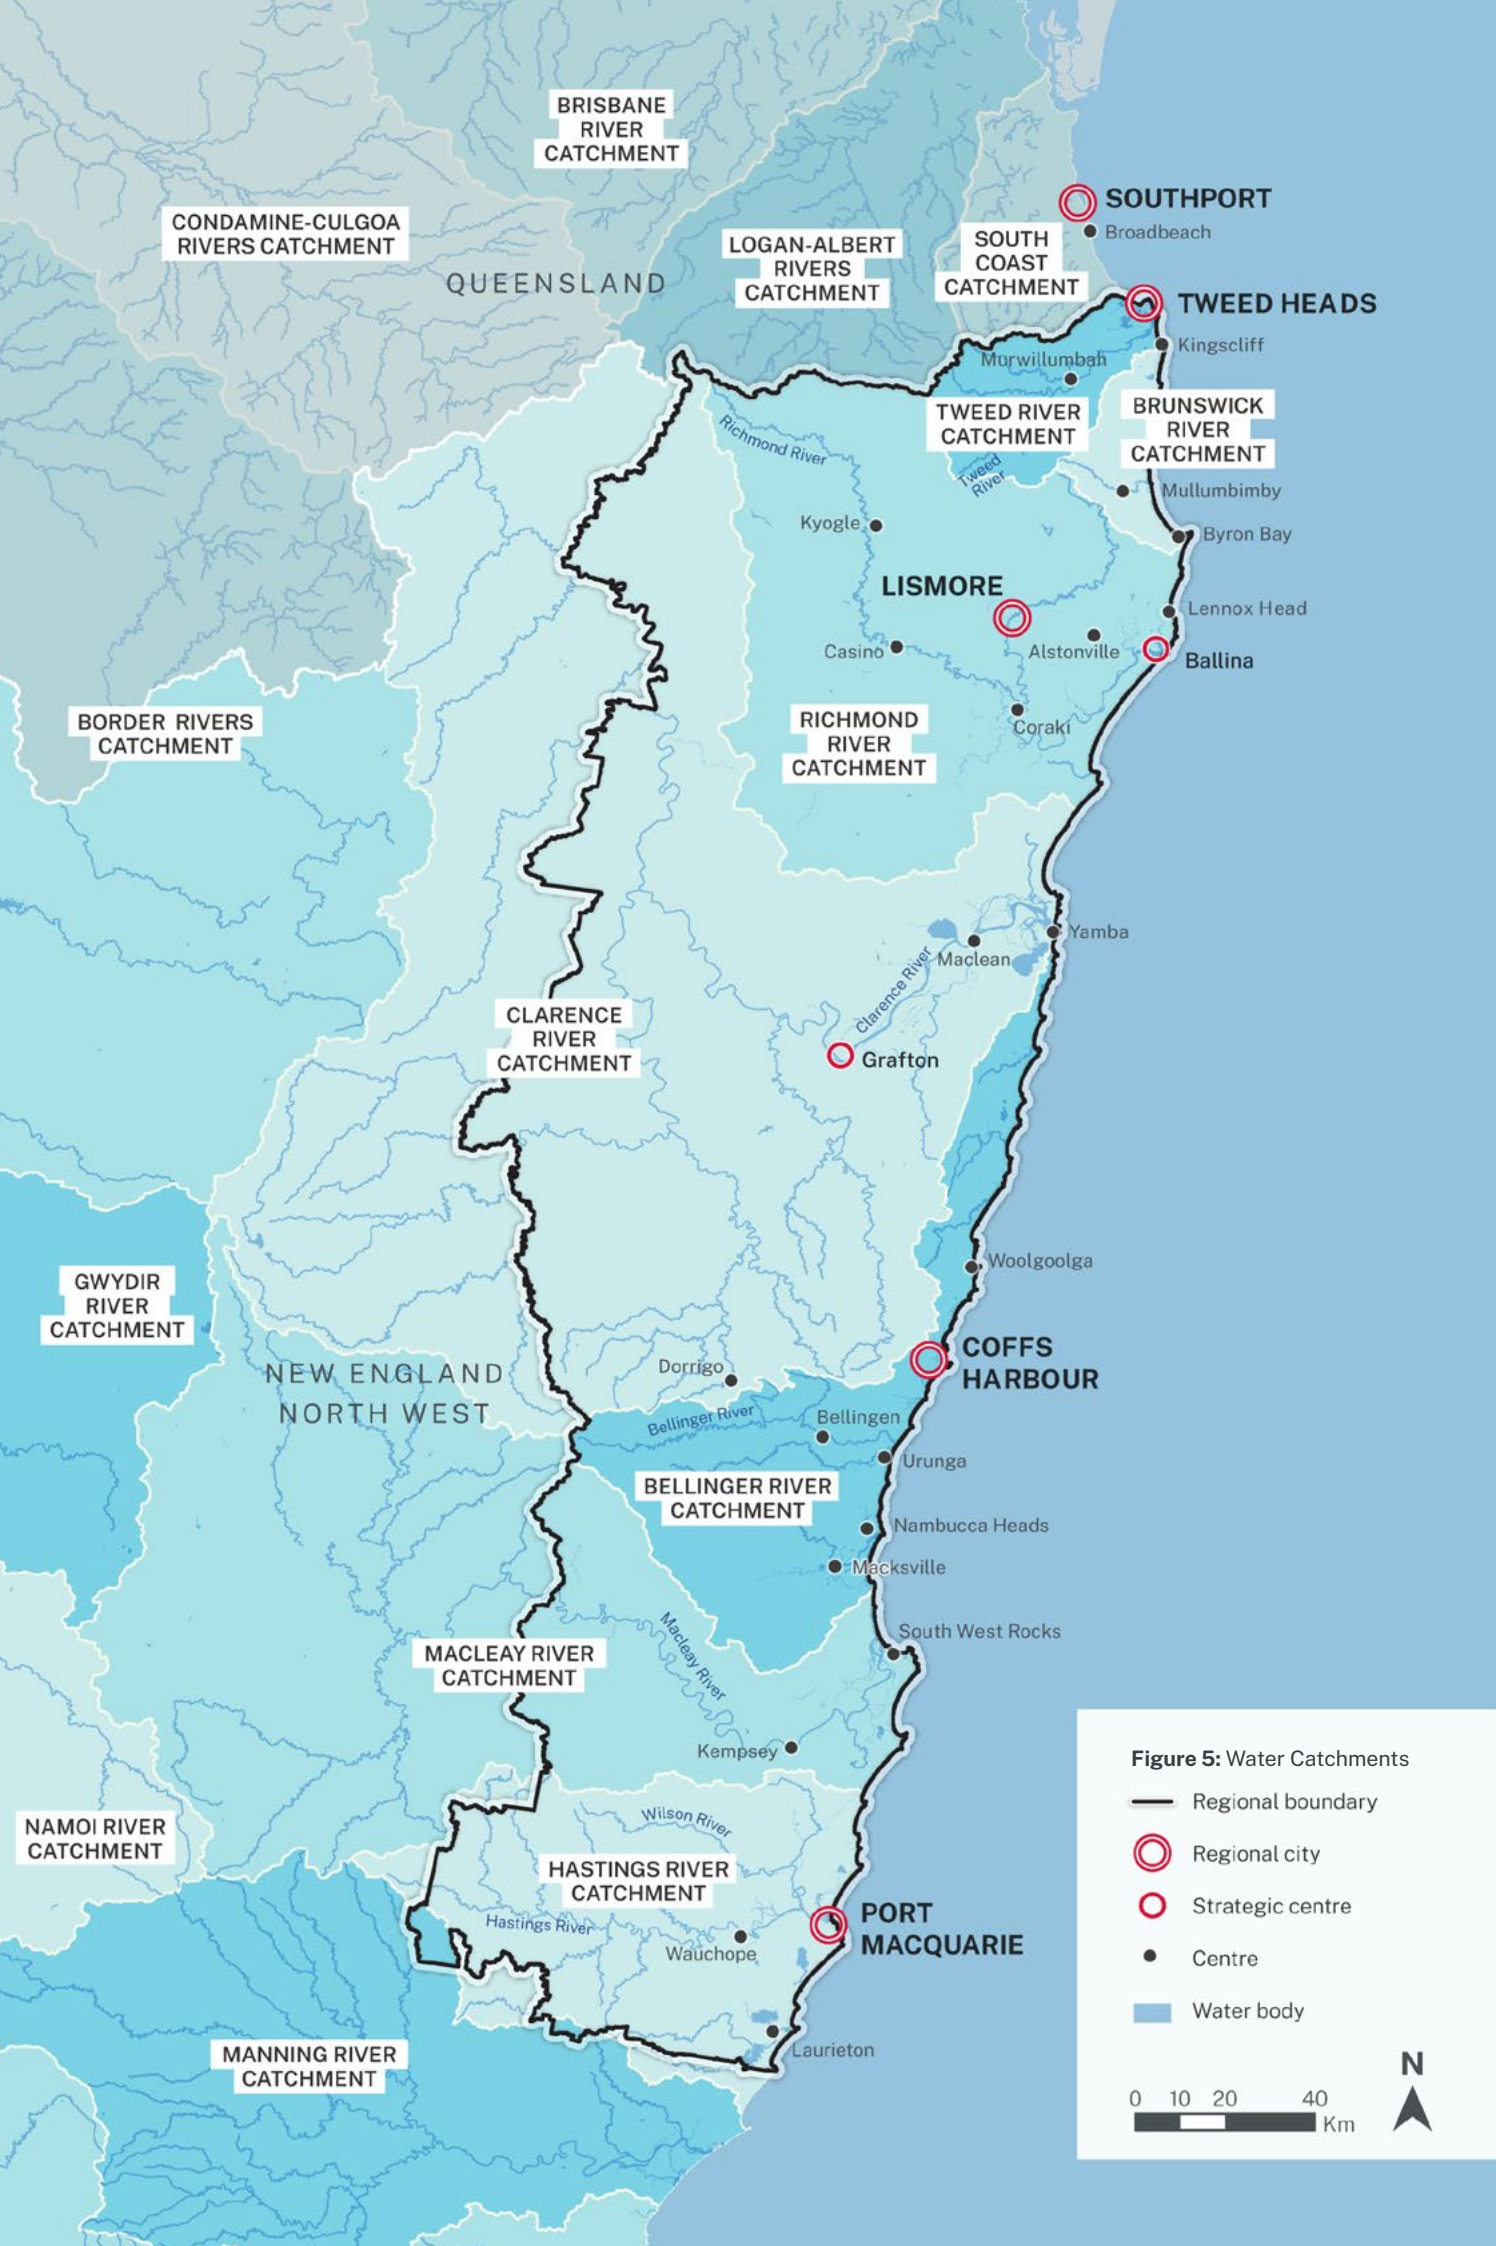 BRISBANE
RIVER
CATCHMENT
SOUTHPORT
Broadbeach
CONDAMINE-CULGOA
RIVERS CATCHMENT
LOGAN-ALBERT
RIVERS
CATCHMENT
SOUTH
COAST
CATCHMENT
QUEENSLAND
TWEED HEADS
Kingscliff
Murwillumbah
TWEED RIVER
CATCHMENT
BRUNSWICK
RIVER
CATCHMENT
Richmond River
Tweed
River
Mullumbimby
Kyogle
Byron Bay
LISMORE
Lennox Head
Casino
Alstonville
Ballina
BORDER RIVERS
CATCHMENT
RICHMOND
RIVER
CATCHMENT
Coraki
Yamba
Maclean
Clarence River
CLARENCE
RIVER
CATCHMENT
Grafton
Woolgoolga
GWYDIR
RIVER
CATCHMENT
NEW ENGLAND
NORTH WEST
Dorrigo
COFFS
HARBOUR
Bellinger River
Bellingen
Urunga
BELLINGER RIVER
CATCHMENT
Nambucca Heads
Macksville
South West Rocks
MACLEAY RIVER
CATCHMENT
Macleay River
Kempsey
NAMOI RIVER
CATCHMENT
Wilson River
HASTINGS RIVER
CATCHMENT
Hastings River
Wauchope
PORT
MACQUARIE
Laurieton
MANNING RIVER
CATCHMENT
Figure 5: Water Catchments
Regional boundary
Regional city
Strategic centre
Centre
Water body
N
0 10 20 40
Km